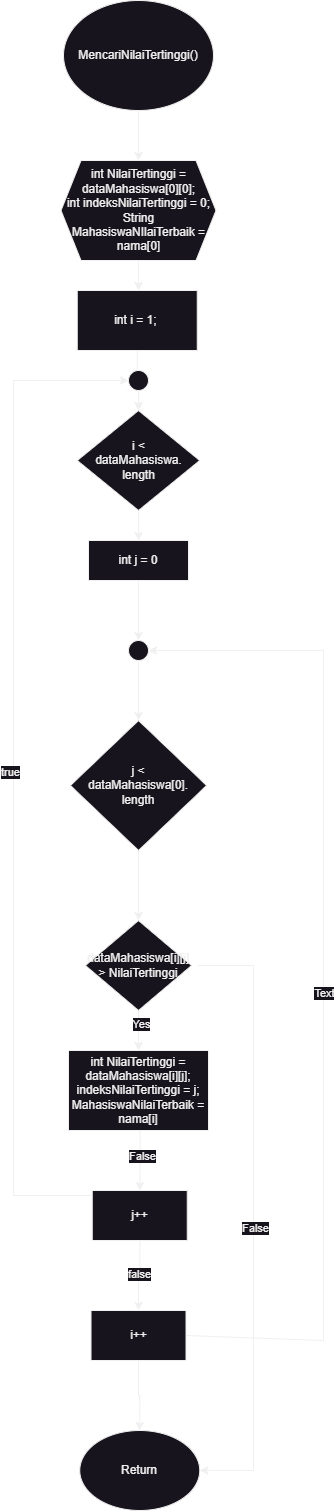 MencariNilaiTertinggi()
int NilaiTertinggi =
dataMahasiswa[0][0];
int indeksNilaiTertinggi = 0;
String
MahasiswaNIlaiTerbaik =
nama[0]
int i = 1;
i <
dataMahasiswa.
length
int j = 0
j <
dataMahasiswa[0].
length
true
dataMahasiswa[i][j]
> NilaiTertinggi
Text
Yes
int NilaiTertinggi =
dataMahasiswa[i][j];
indeksNilaiTertinggi = j;
MahasiswaNilaiTerbaik =
nama[i]
False
j++
False
false
i++
Return